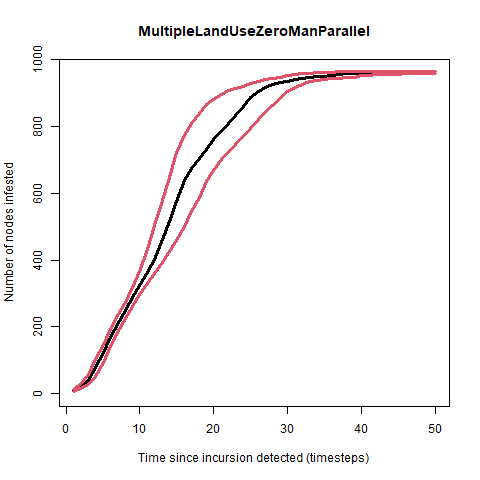 MultipleLandUseZeroManParallel
Number of nodes infested
1000
800
600
400
200
0
0 10 20 30 40 50
Time since incursion detected (timesteps)